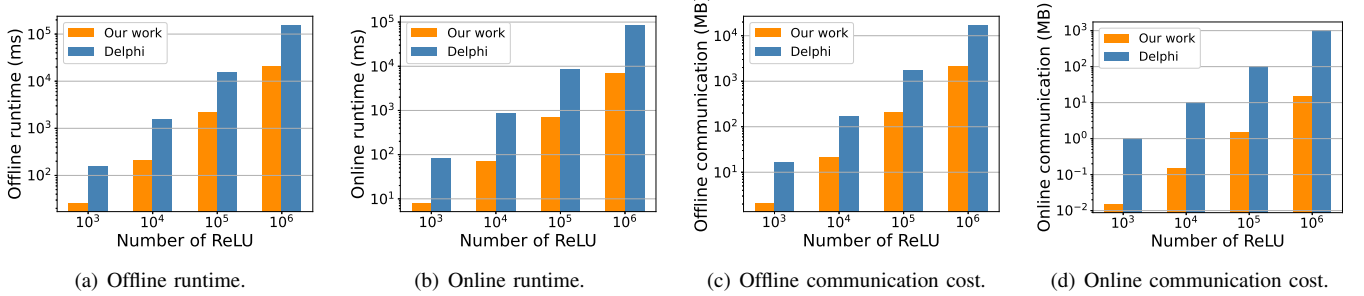 Offline runtime (ms)
10^5
10^4
10^3
10^2
Our work
Delphi
10^3 10^4 10^5 10^6
Number of ReLU
(a) Offline runtime.
Online runtime (ms)
10^5
10^4
10^3
10^2
10^1
Our work
Delphi
10^3 10^4 10^5 10^6
Number of ReLU
(b) Online runtime.
Offline communication (MB)
10^4
10^3
10^2
10^1
Our work
Delphi
10^3 10^4 10^5 10^6
Number of ReLU
(c) Offline communication cost.
Online communication (MB)
10^3
10^2
10^1
10^0
10^−1
10^−2
Our work
Delphi
10^3 10^4 10^5 10^6
Number of ReLU
(d) Online communication cost.